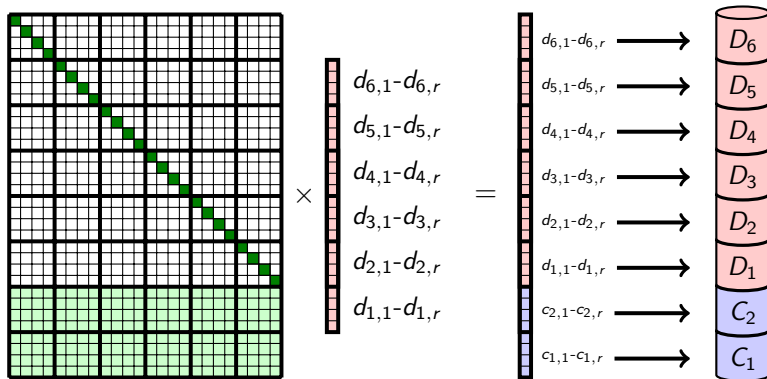 d6,1-d6,r D6
d6,1-d6,r d5,1-d5,r D5
d5,1-d5,r d4,1-d4,r D4
d4,1-d4,r × = d3,1-d3,r D3
d3,1-d3,r d2,1-d2,r D2
d2,1-d2,r d1,1-d1,r D1
d1,1-d1,r c2,1-c2,r C2
c1,1-c1,r C1